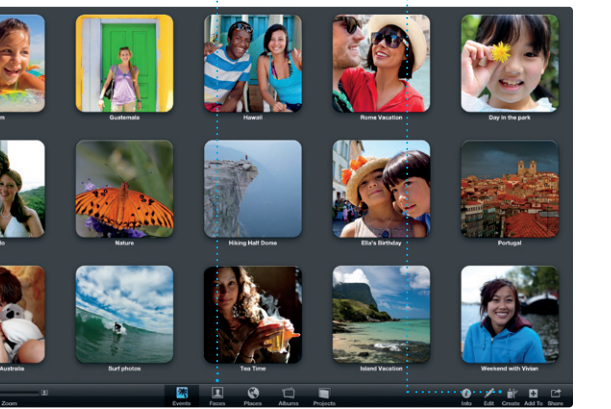 Guatemala
Hawaii
Rome Vacation
Day in the park
Nature
Hiking Half Dome
Ella's Birthday
Portugal
Australia
Surf photos
Tea Time
Island Vacation
Weekend with Vivian
Zoom
Events
Faces
Places
Albums
Projects
Info
Edit
Create
Add To
Share